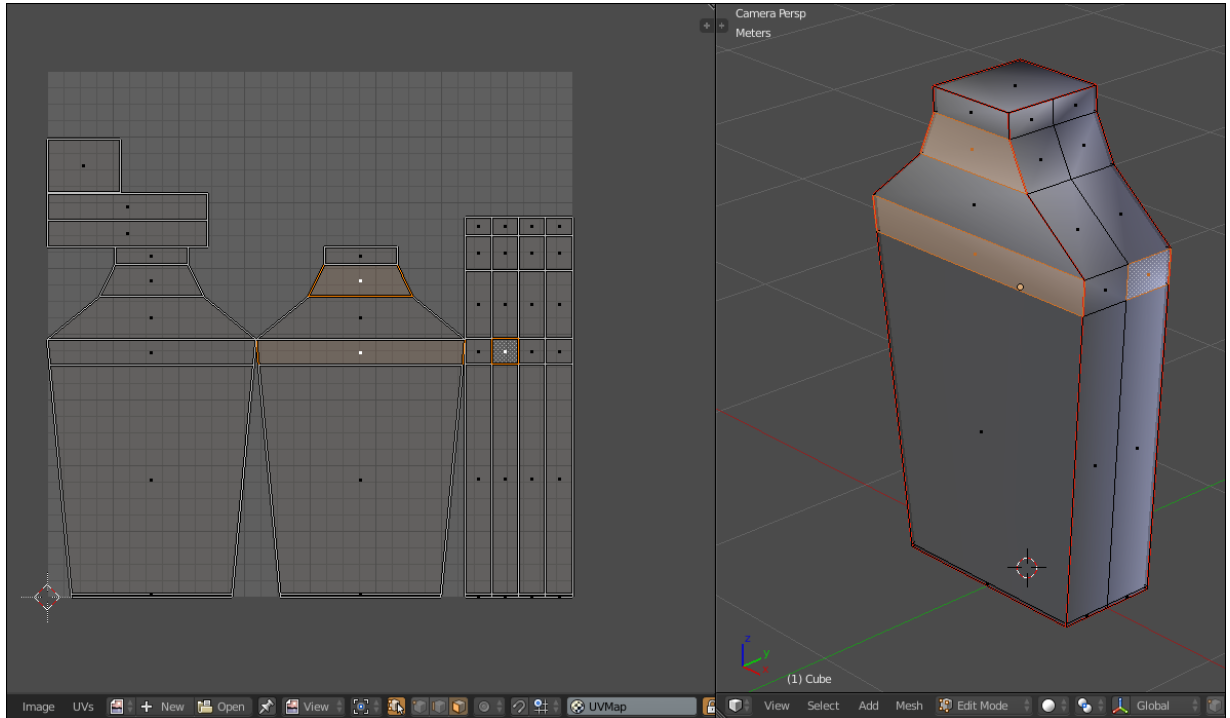 Camera Persp
Meters
z
y
x
(1) Cube
Image UVs + New Open View UVMap
View Select Add Mesh Edit Mode Global